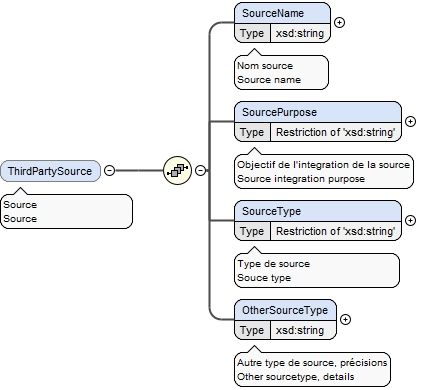 SourceName
Type xsd:string
Nom source
Source name
SourcePurpose
Type Restriction of 'xsd:string'
Objectif de l'integration de la source
Source integration purpose
ThirdPartySource
Source
Source
SourceType
Type Restriction of 'xsd:string'
Type de source
Souce type
OtherSourceType
Type xsd:string
Autre type de source, précisions
Other sourcetype, details